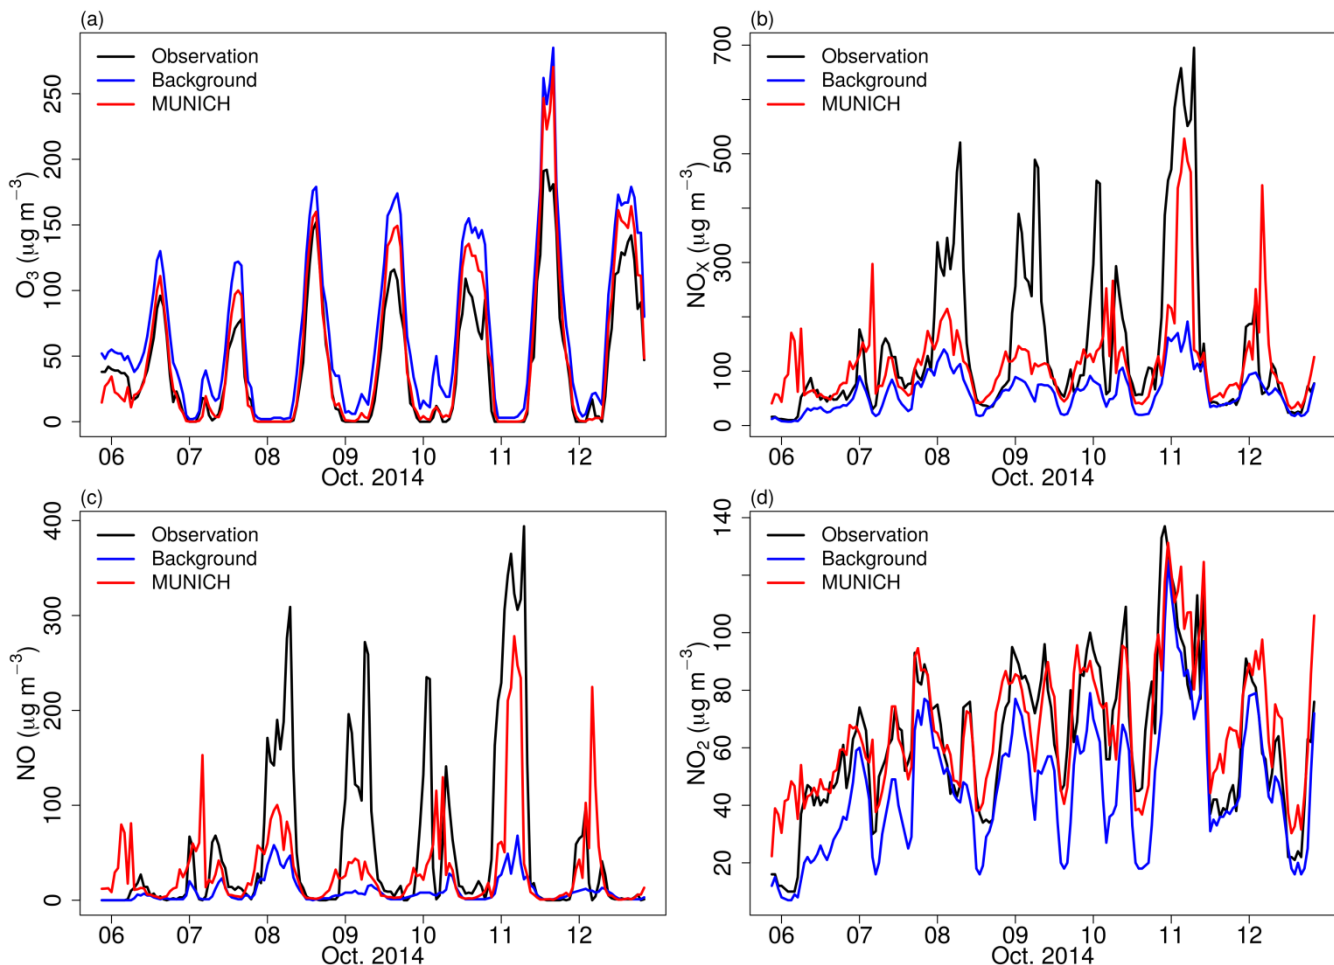 (a)
Observation
Background
MUNICH
O₃ (μg m⁻³)
0 50 100 150 200 250
06 07 08 09 10 11 12
Oct. 2014
(b)
Observation
Background
MUNICH
NOX (μg m⁻³)
0 100 300 500 700
06 07 08 09 10 11 12
Oct. 2014
(c)
Observation
Background
MUNICH
NO (μg m⁻³)
0 100 200 300 400
06 07 08 09 10 11 12
Oct. 2014
(d)
Observation
Background
MUNICH
NO₂ (μg m⁻³)
20 40 60 80 100 140
06 07 08 09 10 11 12
Oct. 2014